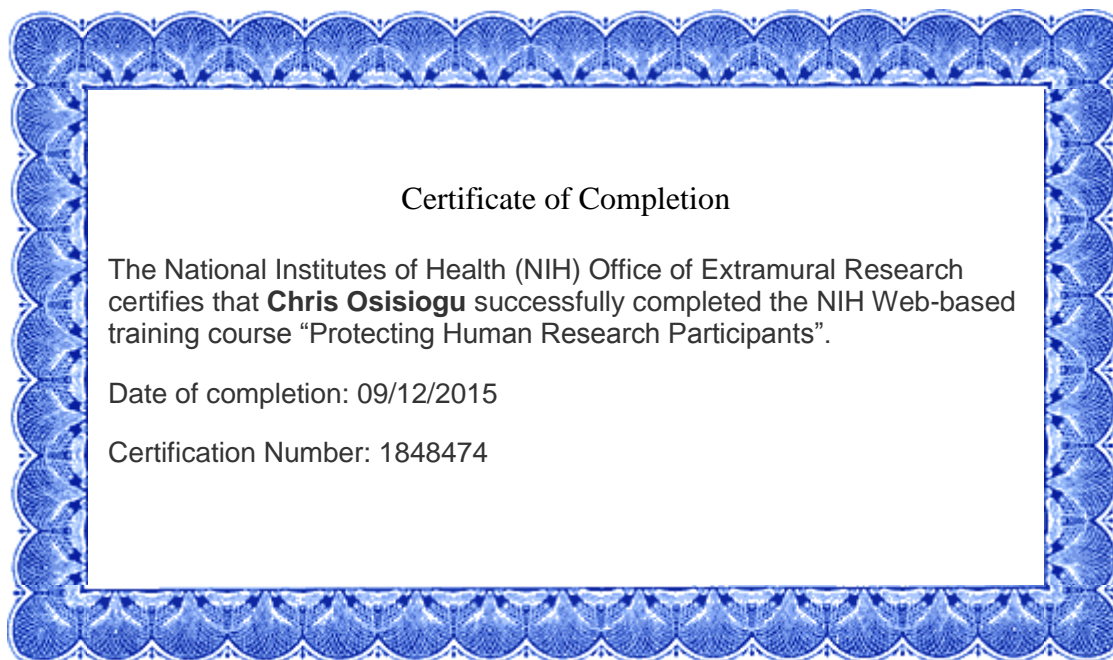 Certificate of Completion
The National Institutes of Health (NIH) Office of Extramural Research
certifies that Chris Osisiogu successfully completed the NIH Web-based
training course “Protecting Human Research Participants”.
Date of completion: 09/12/2015
Certification Number: 1848474